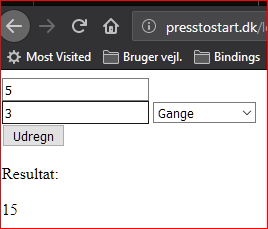 presstostart.dk/l
Most Visited Bruger vejl. Bindings
5
3 Gange
Udregn
Resultat:
15